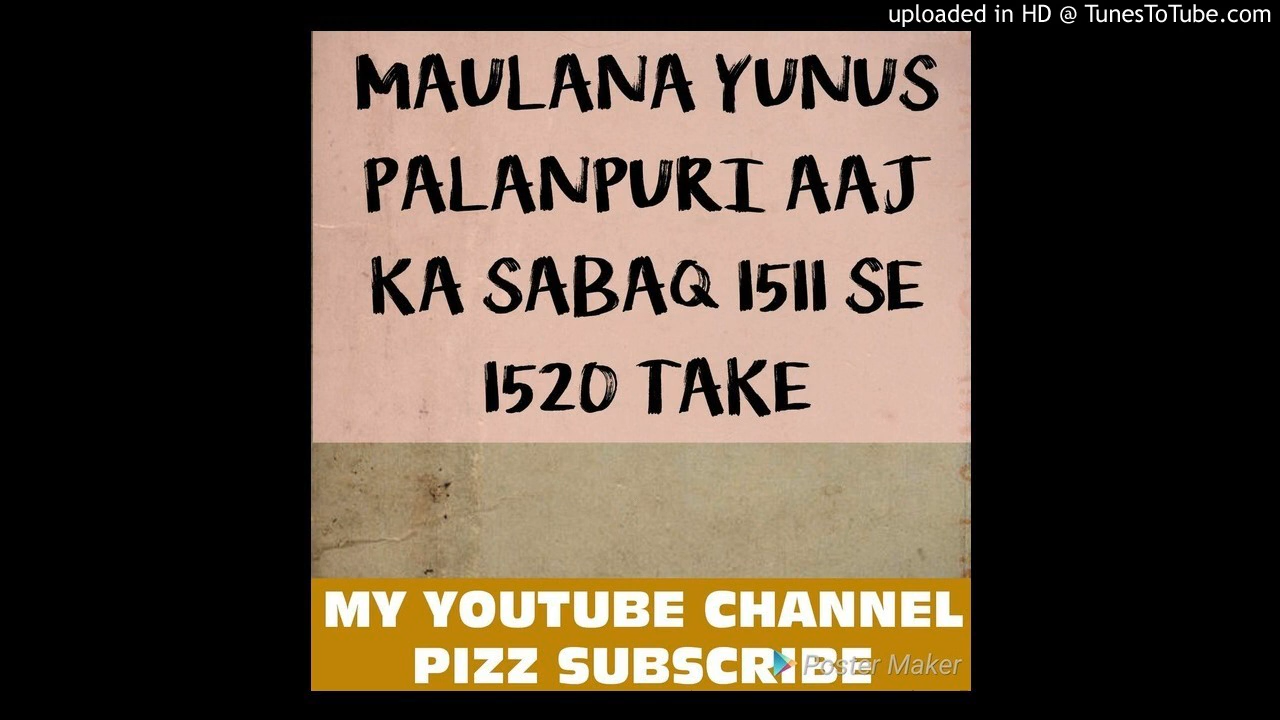 uploaded in HD @ TunesToTube.com
MAULANA YUNUS
PALANPURI AAJ
KA SABAQ 1511 SE
1520 TAKE
MY YOUTUBE CHANNEL
PIZZ SUBSCRIBE
Poster Maker